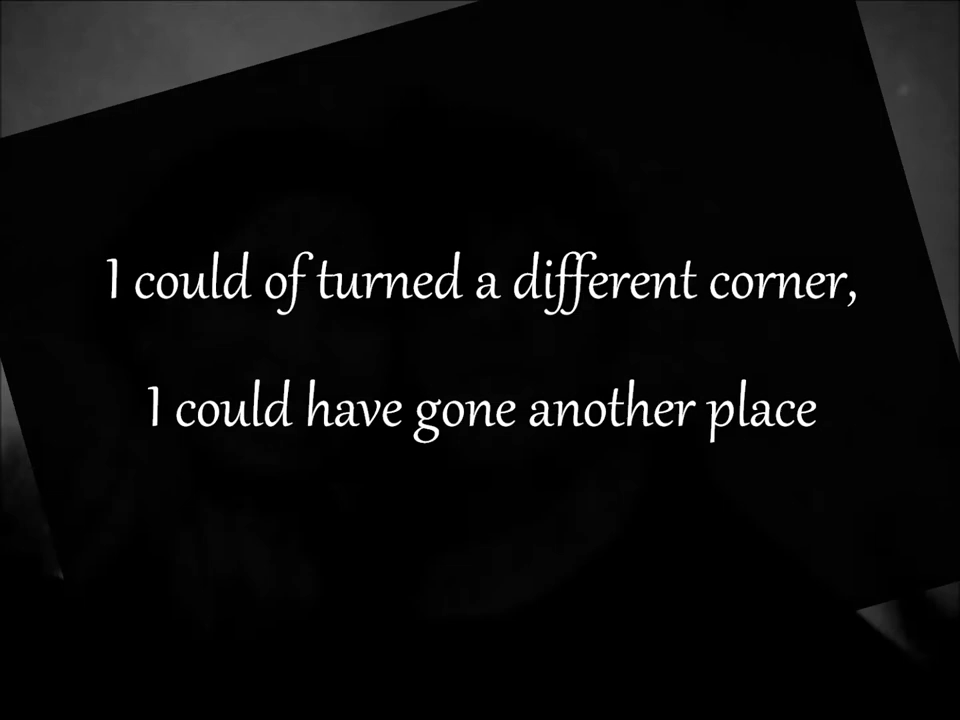 I could of turned a different corner,
I could have gone another place